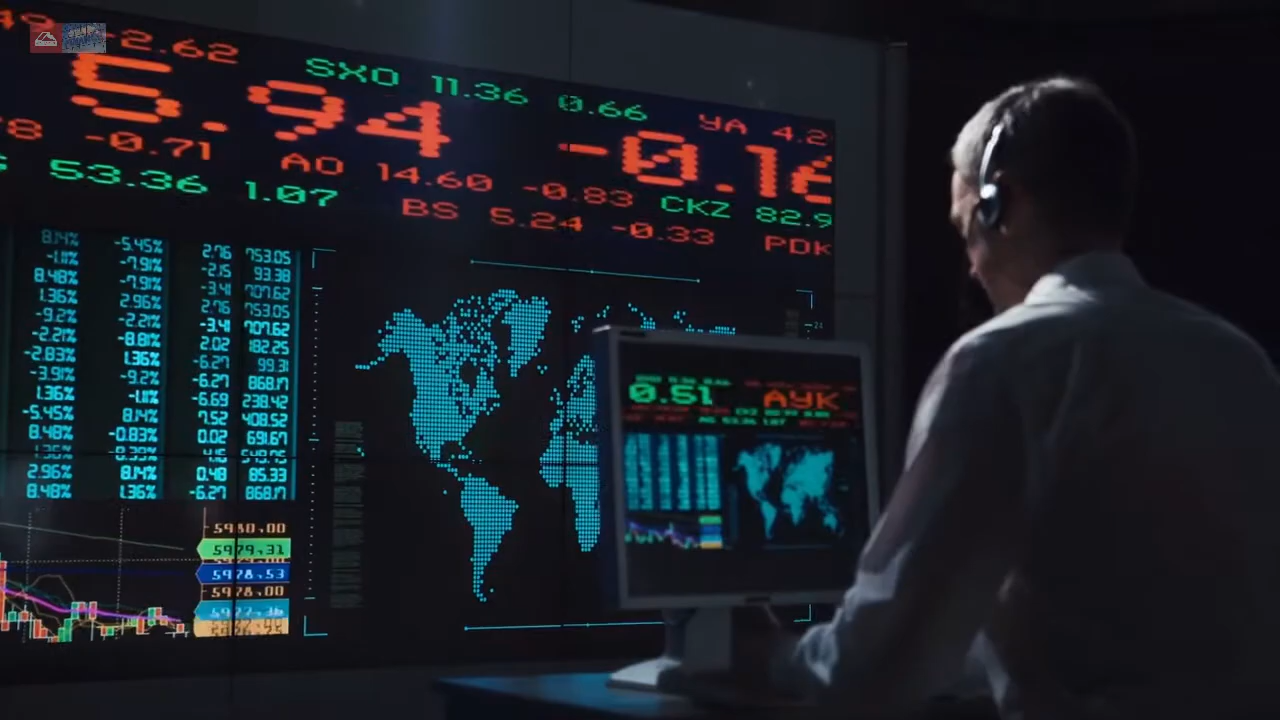 -2.62
SXO 11.36 0.66
YA 4.2
5.94 -0.16
-0.71 AO 14.60 -0.83 CKZ 82.9
53.36 1.07 BS 5.24 -0.33 PDK
8.14% -5.45% 2.76 753.05
-1.11% -7.91% -2.15 93.38
8.48% -7.91% -3.41 707.62
1.36% 2.96% 2.76 753.05
-9.2% -2.21% -3.41 707.62
-2.21% -8.81% 2.02 182.25
-2.83% 1.36% -6.27 99.31
-3.91% -9.2% -6.27 868.17
1.36% -1.11% -6.69 238.42
-5.45% 8.14% 7.52 408.52
8.48% -0.83% 0.02 691.67
2.96% 8.14% 0.48 85.33
8.48% 1.36% -6.27 868.17
5980,00
5979,31
5978,53
5978,00
0.51 AYK